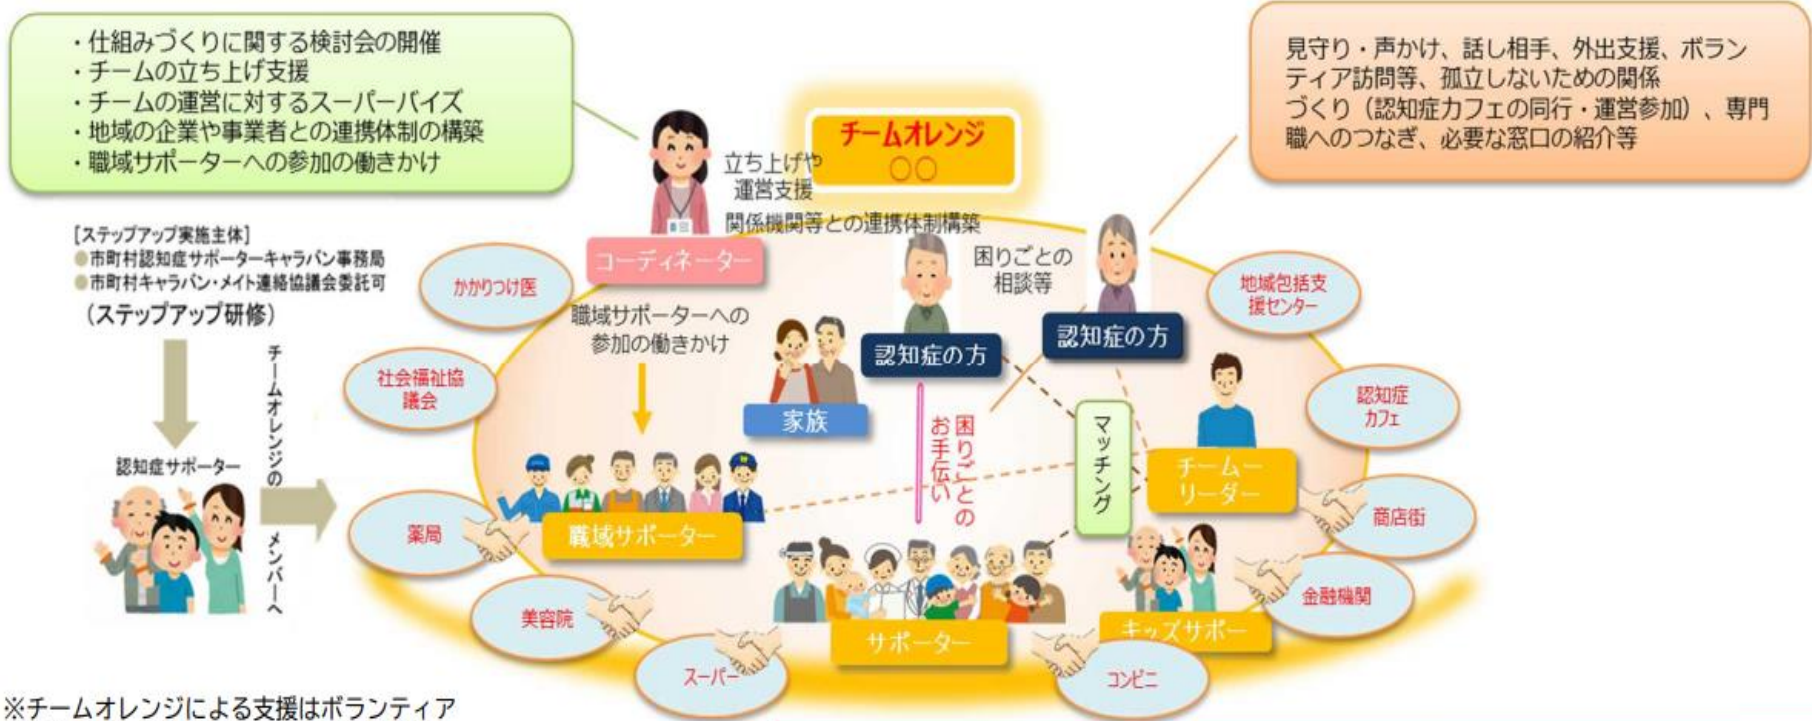 ・仕組みづくりに関する検討会の開催
・チームの立ち上げ支援
・チームの運営に対するスーパーバイズ
・地域の企業や事業者との連携体制の構築
・職域サポーターへの参加の働きかけ
見守り・声かけ、話し相手、外出支援、ボラン
ティア訪問等、孤立しないための関係
づくり（認知症カフェの同行・運営参加）、専門
職へのつなぎ、必要な窓口の紹介等
チームオレンジ
○○
立ち上げや
運営支援
関係機関等との連携体制構築
コーディネーター
[ステップアップ実施主体]
●市町村認知症サポーターキャラバン事務局
●市町村キャラバン・メイト連絡協議会委託可
（ステップアップ研修）
チームオレンジの
メンバーへ
認知症サポーター
かかりつけ医
社会福祉協
議会
薬局
美容院
スーパー
コンビニ
金融機関
商店街
認知症
カフェ
地域包括支
援センター
困りごとの
相談等
認知症の方
認知症の方
職域サポーターへの
参加の働きかけ
家族
困りごとの
お手伝い
マッチング
チームー
リーダー
職域サポーター
サポーター
キッズサポー
※チームオレンジによる支援はボランティア